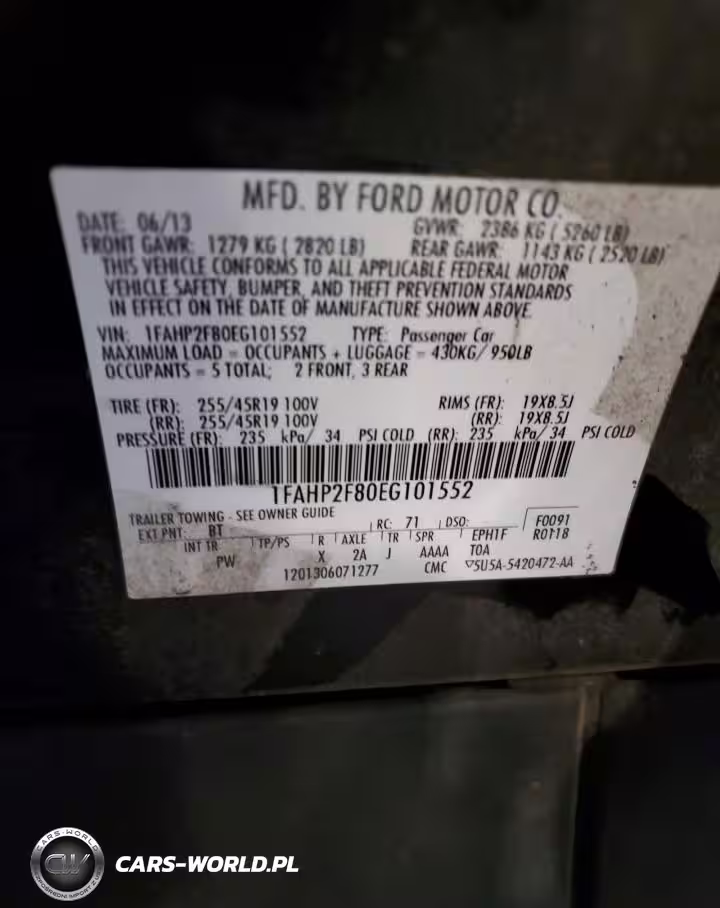 MFD. BY FORD MOTOR CO.
DATE: 06/13 GVWR: 2386 KG ( 5260 LB)
FRONT GAWR: 1279 KG ( 2820 LB) REAR GAWR: 1143 KG ( 2520 LB)
THIS VEHICLE CONFORMS TO ALL APPLICABLE FEDERAL MOTOR
VEHICLE SAFETY, BUMPER, AND THEFT PREVENTION STANDARDS
IN EFFECT ON THE DATE OF MANUFACTURE SHOWN ABOVE.
VIN: 1FAHP2F80EG101552 TYPE: Passenger Car
MAXIMUM LOAD = OCCUPANTS + LUGGAGE = 430KG/ 950LB
OCCUPANTS = 5 TOTAL; 2 FRONT, 3 REAR
TIRE (FR): 255/45R19 100V RIMS (FR): 19X8.5J
(RR): 255/45R19 100V (RR): 19X8.5J
PRESSURE (FR): 235 kPa/ 34 PSI COLD (RR): 235 kPa/ 34 PSI COLD
1FAHP2F80EG101552
TRAILER TOWING - SEE OWNER GUIDE
EXT PNT: BT RC: 71 DSO: F0091
INT TR TP/PS R AXLE TR SPR EPH1F R0118
PW X 2A J AAAA T0A
1201306071277 CMC ▽5U5A-5420472-AA
CARS-WORLD
CW
CARS-WORLD.PL